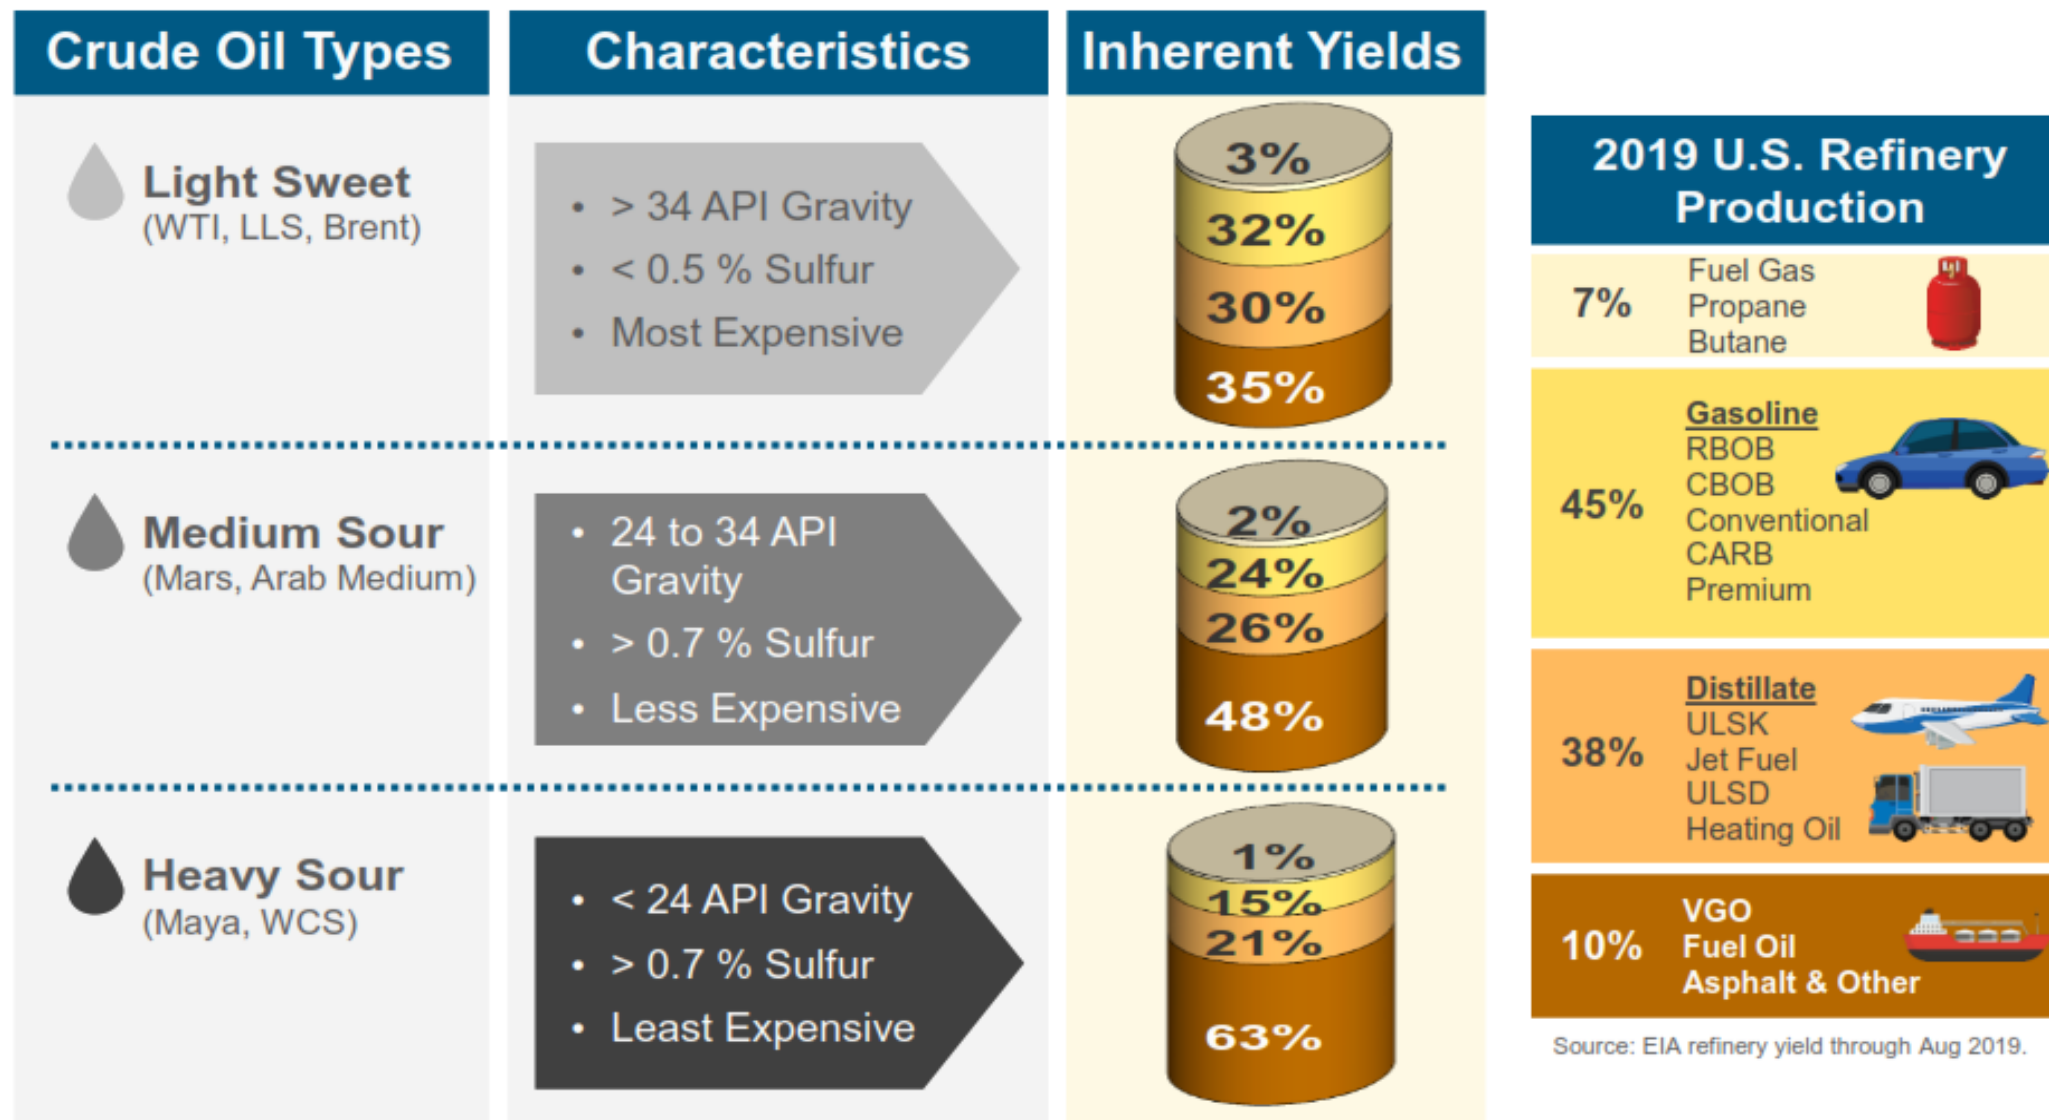 Crude Oil Types
Characteristics
Inherent Yields
Light Sweet
(WTI, LLS, Brent)
• > 34 API Gravity
• < 0.5 % Sulfur
• Most Expensive
3%
32%
30%
35%
Medium Sour
(Mars, Arab Medium)
• 24 to 34 API
Gravity
• > 0.7 % Sulfur
• Less Expensive
2%
24%
26%
48%
Heavy Sour
(Maya, WCS)
• < 24 API Gravity
• > 0.7 % Sulfur
• Least Expensive
1%
15%
21%
63%
2019 U.S. Refinery
Production
7%
Fuel Gas
Propane
Butane
45%
Gasoline
RBOB
CBOB
Conventional
CARB
Premium
38%
Distillate
ULSK
Jet Fuel
ULSD
Heating Oil
10%
VGO
Fuel Oil
Asphalt & Other
Source: EIA refinery yield through Aug 2019.